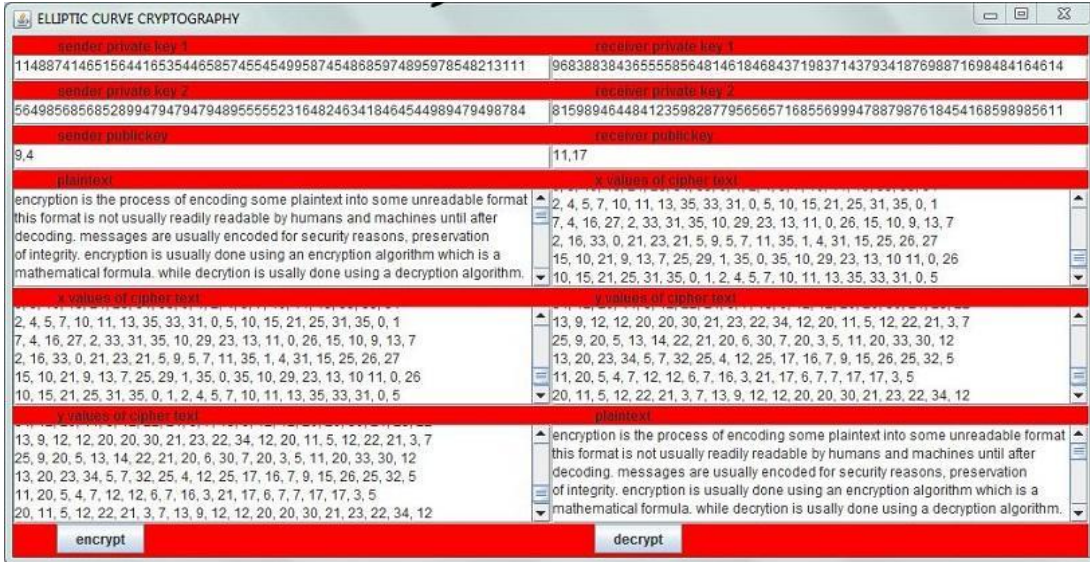 ELLIPTIC CURVE CRYPTOGRAPHY
sender private key 1
receiver private key 1
11488741465156441653544658574554549958745486859748959785482131​11
968388384365555856481461846843719837143793418769887169848416​4614
sender private key 2
receiver private key 2
564985685685289947947947948955555231648246341846454498947949​8784
815989464484123598287795656571685569994788798761845416859898​5611
sender publickey
receiver publickey
9,4
11,17
plaintext
encryption is the process of encoding some plaintext into some unreadable format
this format is not usually readily readable by humans and machines until after
decoding. messages are usually encoded for security reasons, preservation
of integrity. encryption is usually done using an encryption algorithm which is a
mathematical formula. while decrytion is usally done using a decryption algorithm.
x values of cipher text
2, 4, 5, 7, 10, 11, 13, 35, 33, 31, 0, 5, 10, 15, 21, 25, 31, 35, 0, 1
7, 4, 16, 27, 2, 33, 31, 35, 10, 29, 23, 13, 11, 0, 26, 15, 10, 9, 13, 7
2, 16, 33, 0, 21, 23, 21, 5, 9, 5, 7, 11, 35, 1, 4, 31, 15, 25, 26, 27
15, 10, 21, 9, 13, 7, 25, 29, 1, 35, 0, 35, 10, 29, 23, 13, 10 11, 0, 26
10, 15, 21, 25, 31, 35, 0, 1, 2, 4, 5, 7, 10, 11, 13, 35, 33, 31, 0, 5
x values of cipher text
2, 4, 5, 7, 10, 11, 13, 35, 33, 31, 0, 5, 10, 15, 21, 25, 31, 35, 0, 1
7, 4, 16, 27, 2, 33, 31, 35, 10, 29, 23, 13, 11, 0, 26, 15, 10, 9, 13, 7
2, 16, 33, 0, 21, 23, 21, 5, 9, 5, 7, 11, 35, 1, 4, 31, 15, 25, 26, 27
15, 10, 21, 9, 13, 7, 25, 29, 1, 35, 0, 35, 10, 29, 23, 13, 10 11, 0, 26
10, 15, 21, 25, 31, 35, 0, 1, 2, 4, 5, 7, 10, 11, 13, 35, 33, 31, 0, 5
y values of cipher text
13, 9, 12, 12, 20, 20, 30, 21, 23, 22, 34, 12, 20, 11, 5, 12, 22, 21, 3, 7
25, 9, 20, 5, 13, 14, 22, 21, 20, 6, 30, 7, 20, 3, 5, 11, 20, 33, 30, 12
13, 20, 23, 34, 5, 7, 32, 25, 4, 12, 25, 17, 16, 7, 9, 15, 26, 25, 32, 5
11, 20, 5, 4, 7, 12, 12, 6, 7, 16, 3, 21, 17, 6, 7, 7, 17, 17, 3, 5
20, 11, 5, 12, 22, 21, 3, 7, 13, 9, 12, 12, 20, 20, 30, 21, 23, 22, 34, 12
y values of cipher text
13, 9, 12, 12, 20, 20, 30, 21, 23, 22, 34, 12, 20, 11, 5, 12, 22, 21, 3, 7
25, 9, 20, 5, 13, 14, 22, 21, 20, 6, 30, 7, 20, 3, 5, 11, 20, 33, 30, 12
13, 20, 23, 34, 5, 7, 32, 25, 4, 12, 25, 17, 16, 7, 9, 15, 26, 25, 32, 5
11, 20, 5, 4, 7, 12, 12, 6, 7, 16, 3, 21, 17, 6, 7, 7, 17, 17, 3, 5
20, 11, 5, 12, 22, 21, 3, 7, 13, 9, 12, 12, 20, 20, 30, 21, 23, 22, 34, 12
plaintext
encryption is the process of encoding some plaintext into some unreadable format
this format is not usually readily readable by humans and machines until after
decoding. messages are usually encoded for security reasons, preservation
of integrity. encryption is usually done using an encryption algorithm which is a
mathematical formula. while decrytion is usally done using a decryption algorithm.
encrypt
decrypt